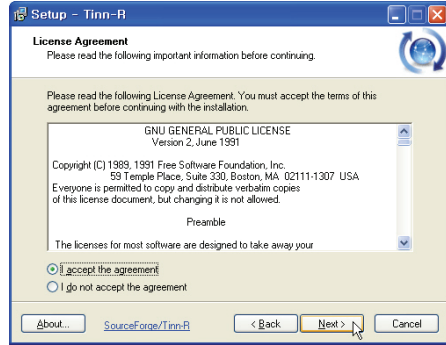 Setup - Tinn-R
License Agreement
Please read the following important information before continuing.
Please read the following License Agreement. You must accept the terms of this
agreement before continuing with the installation.
GNU GENERAL PUBLIC LICENSE
Version 2, June 1991
Copyright (C) 1989, 1991 Free Software Foundation, Inc.
59 Temple Place, Suite 330, Boston, MA 02111-1307 USA
Everyone is permitted to copy and distribute verbatim copies
of this license document, but changing it is not allowed.
Preamble
The licenses for most software are designed to take away your
I accept the agreement
I do not accept the agreement
About... SourceForge/Tinn-R < Back Next > Cancel